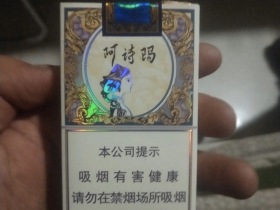 阿诗玛
本公司提示
吸烟有害健康
请勿在禁烟场所吸烟